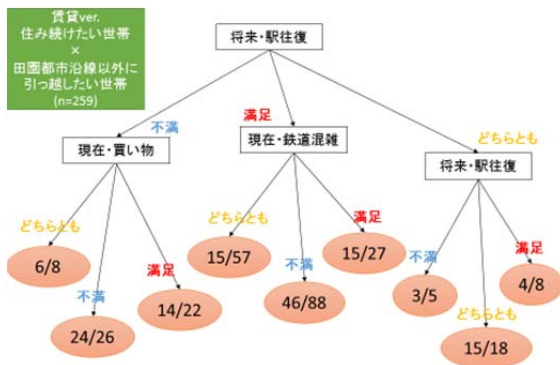 賃貸ver.
住み続けたい世帯
×
田園都市沿線以外に
引っ越したい世帯
(n=259)
将来・駅往復
不満
満足
どちらとも
現在・買い物
現在・鉄道混雑
将来・駅往復
どちらとも
不満
満足
どちらとも
不満
満足
不満
どちらとも
満足
6/8
24/26
14/22
15/57
46/88
15/27
3/5
15/18
4/8